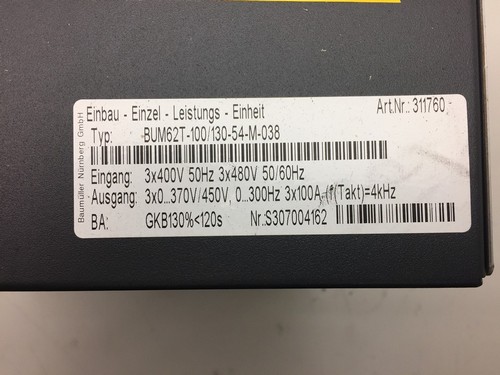 Baumüller Nürnberg GmbH
Einbau - Einzel - Leistungs - Einheit Art.Nr.: 311760,-
Typ: BUM62T-100/130-54-M-038
Eingang: 3x400V 50Hz 3x480V 50/60Hz
Ausgang: 3x0...370V/450V, 0...300Hz 3x100A, (f(Takt)=4kHz
BA: GKB130%<120s Nr.:S307004162